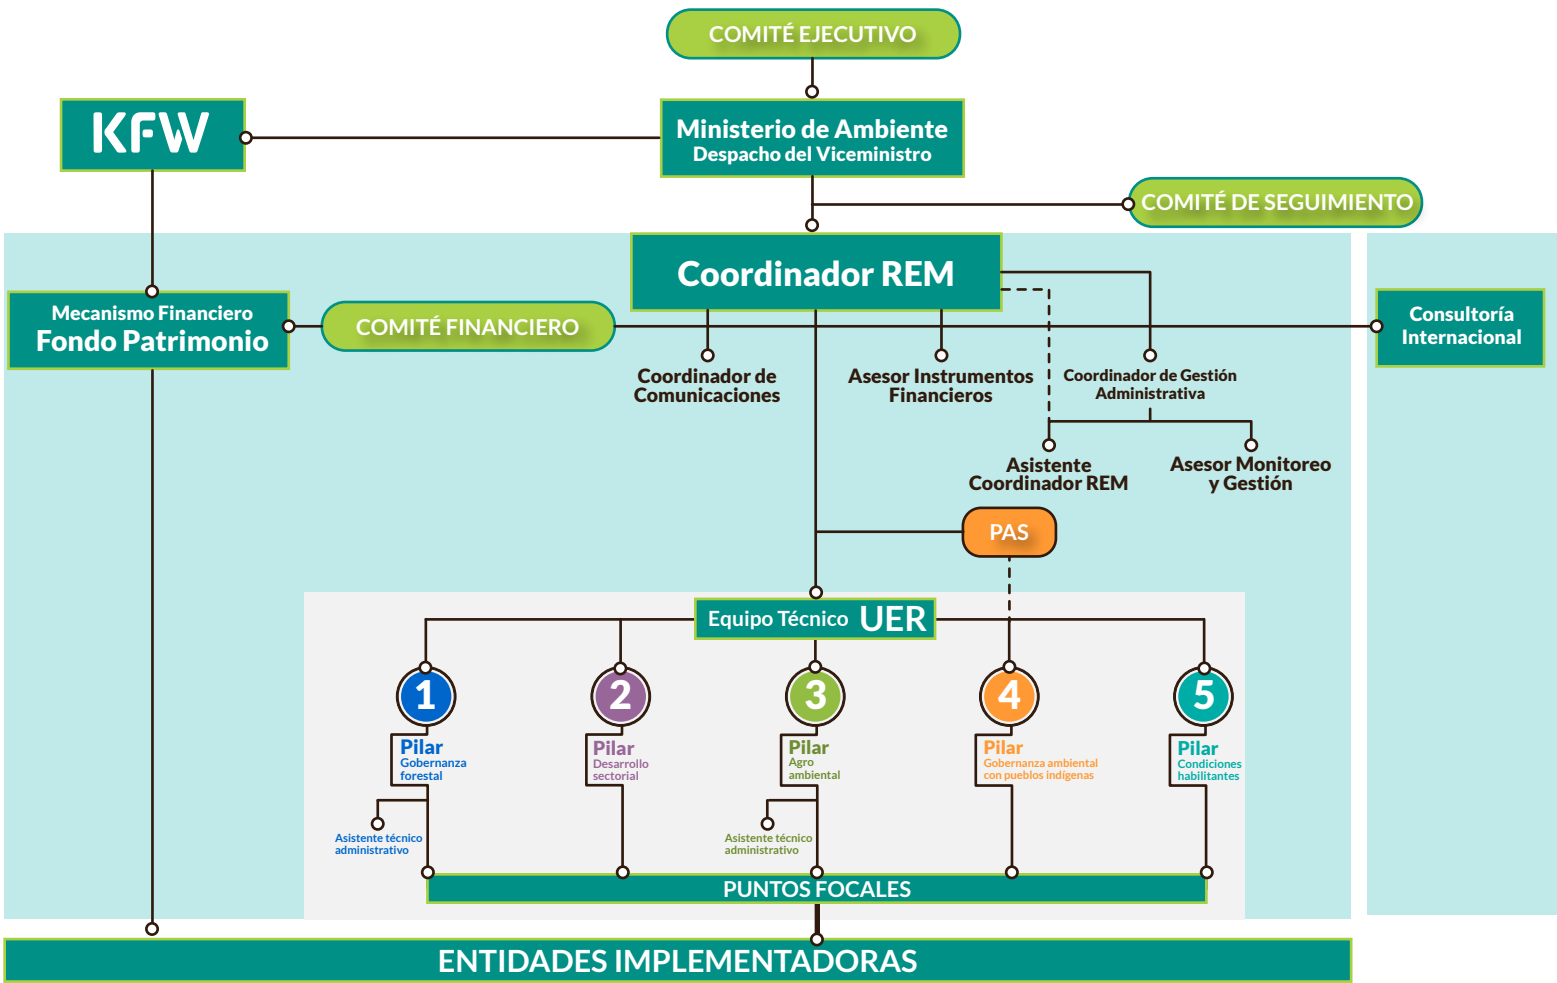 COMITÉ EJECUTIVO
KFW
Ministerio de Ambiente
Despacho del Viceministro
COMITÉ DE SEGUIMIENTO
Coordinador REM
Mecanismo Financiero
Fondo Patrimonio
COMITÉ FINANCIERO
Consultoría
Internacional
Coordinador de
Comunicaciones
Asesor Instrumentos
Financieros
Coordinador de Gestión
Administrativa
Asistente
Coordinador REM
Asesor Monitoreo
y Gestión
PAS
Equipo Técnico UER
1
2
3
4
5
Pilar
Gobernanza
forestal
Pilar
Desarrollo
sectorial
Pilar
Agro
ambiental
Pilar
Gobernanza ambiental
con pueblos indígenas
Pilar
Condiciones
habilitantes
Asistente técnico
administrativo
Asistente técnico
administrativo
PUNTOS FOCALES
ENTIDADES IMPLEMENTADORAS